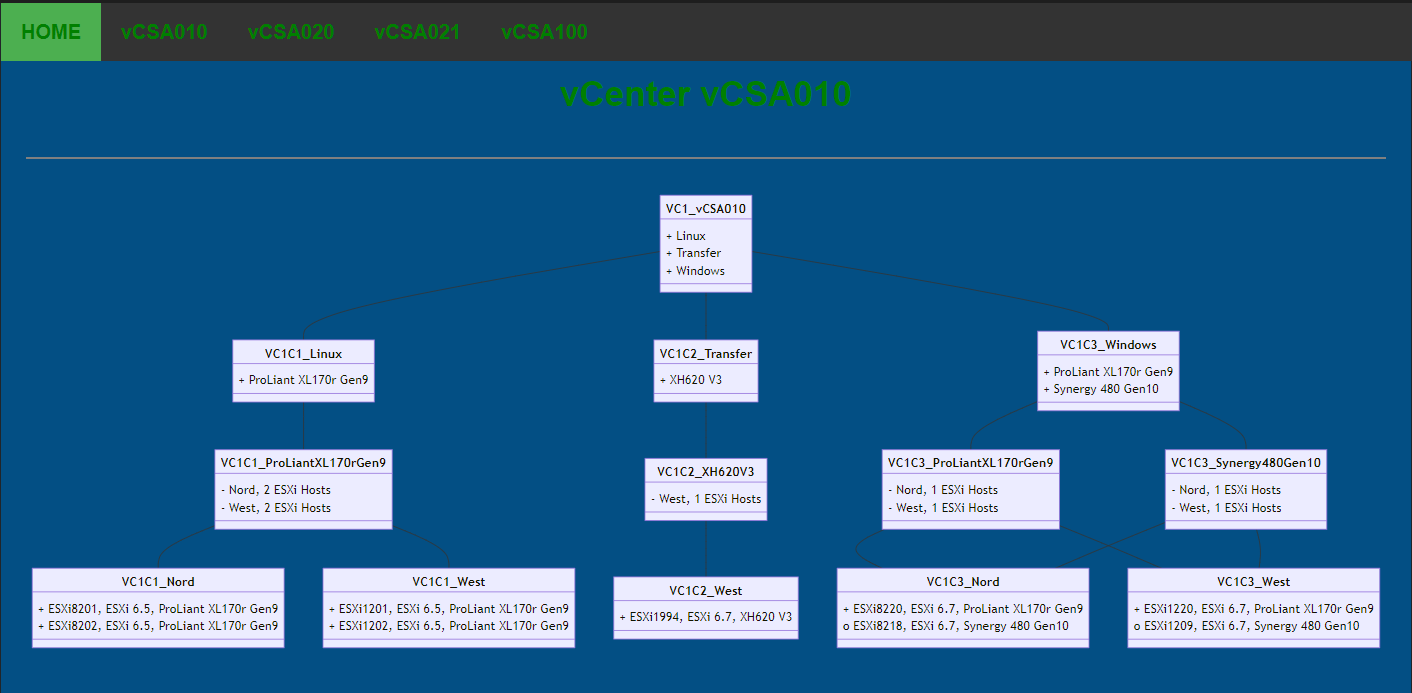 HOME vCSA010 vCSA020 vCSA021 vCSA100
vCenter vCSA010
VC1_vCSA010
+ Linux
+ Transfer
+ Windows
VC1C1_Linux
+ ProLiant XL170r Gen9
VC1C2_Transfer
+ XH620 V3
VC1C3_Windows
+ ProLiant XL170r Gen9
+ Synergy 480 Gen10
VC1C1_ProLiantXL170rGen9
- Nord, 2 ESXi Hosts
- West, 2 ESXi Hosts
VC1C2_XH620V3
- West, 1 ESXi Hosts
VC1C3_ProLiantXL170rGen9
- Nord, 1 ESXi Hosts
- West, 1 ESXi Hosts
VC1C3_Synergy480Gen10
- Nord, 1 ESXi Hosts
- West, 1 ESXi Hosts
VC1C1_Nord
+ ESXi8201, ESXi 6.5, ProLiant XL170r Gen9
+ ESXi8202, ESXi 6.5, ProLiant XL170r Gen9
VC1C1_West
+ ESXi1201, ESXi 6.5, ProLiant XL170r Gen9
+ ESXi1202, ESXi 6.5, ProLiant XL170r Gen9
VC1C2_West
+ ESXi1994, ESXi 6.7, XH620 V3
VC1C3_Nord
+ ESXi8220, ESXi 6.7, ProLiant XL170r Gen9
o ESXi8218, ESXi 6.7, Synergy 480 Gen10
VC1C3_West
+ ESXi1220, ESXi 6.7, ProLiant XL170r Gen9
o ESXi1209, ESXi 6.7, Synergy 480 Gen10